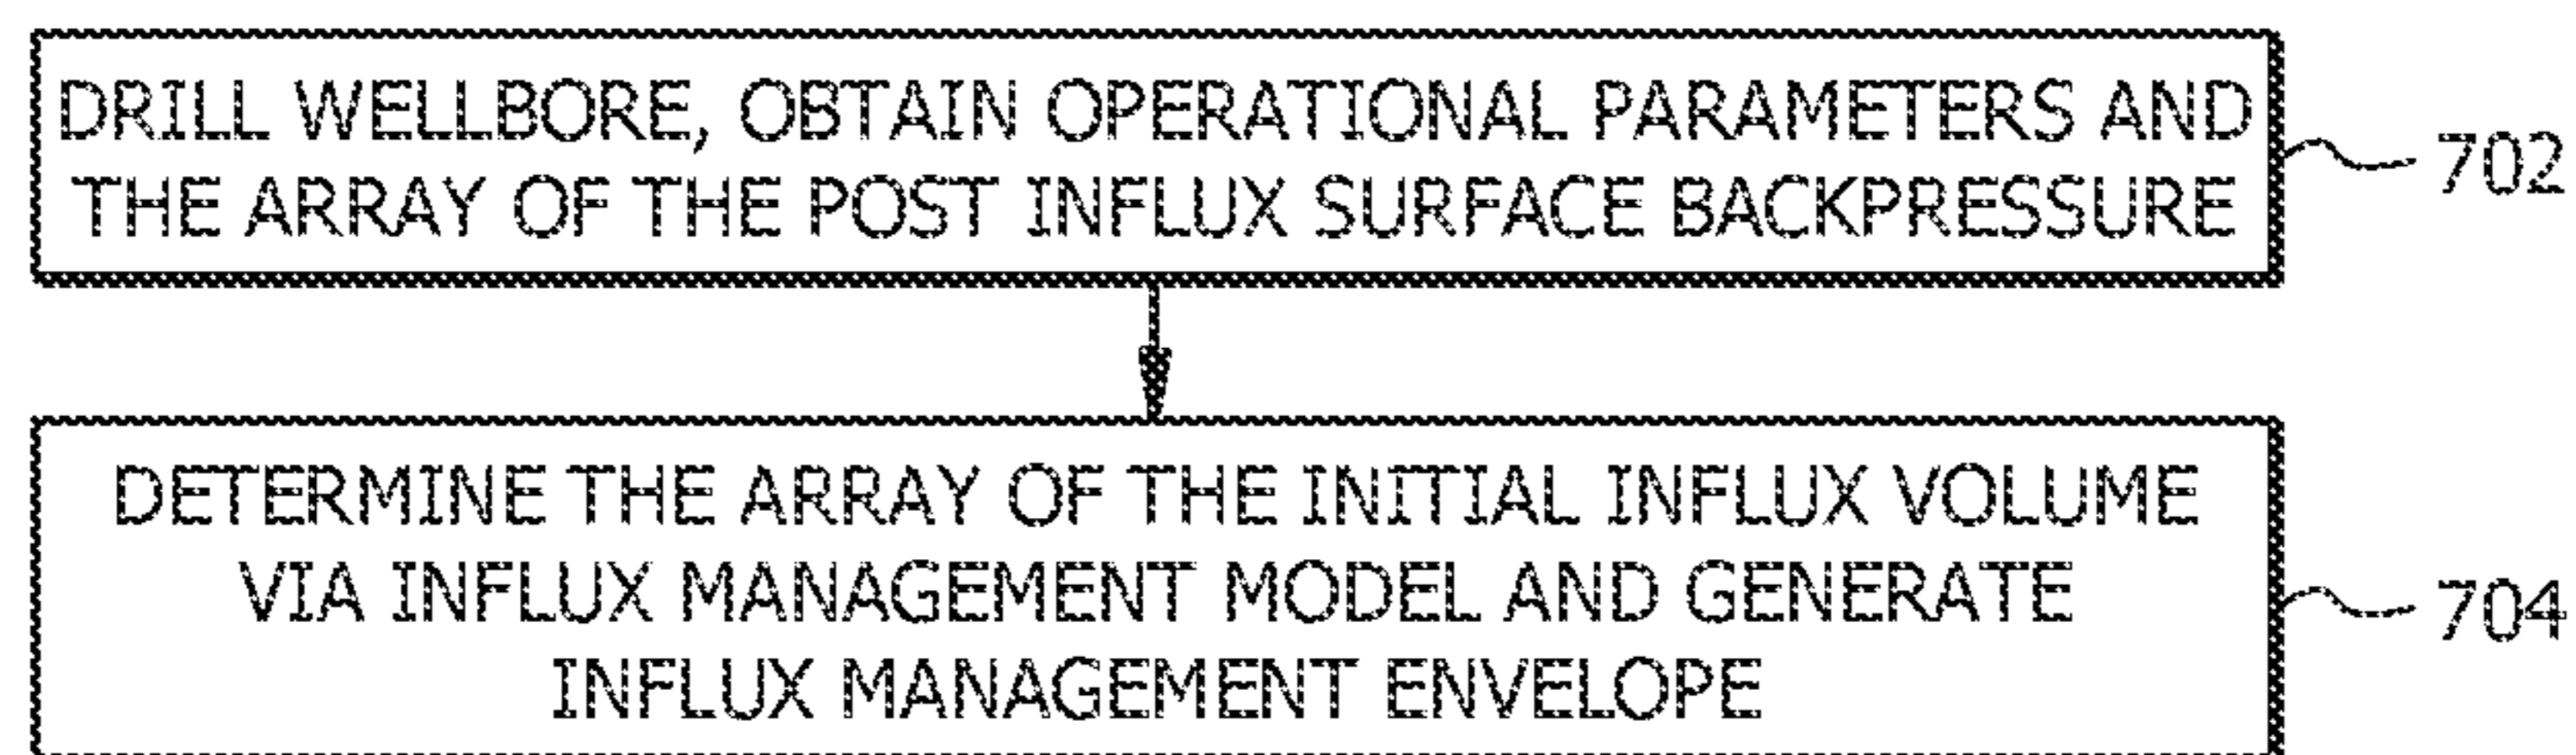 DRILL WELLBORE, OBTAIN OPERATIONAL PARAMETERS AND
THE ARRAY OF THE POST INFLUX SURFACE BACKPRESSURE
702
DETERMINE THE ARRAY OF THE INITIAL INFLUX VOLUME
VIA INFLUX MANAGEMENT MODEL AND GENERATE
INFLUX MANAGEMENT ENVELOPE
704